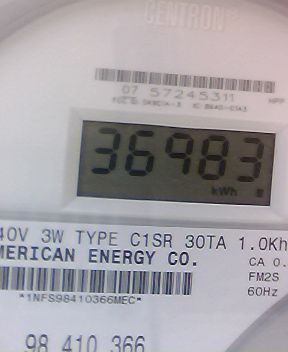 CENTRON®
07 57245311
36983
kWh
40V 3W TYPE C1SR 30TA 1.0Kh
MERICAN ENERGY CO.
CA 0.
FM2S
60Hz
*1NFS98410366MEC*
98 410 366